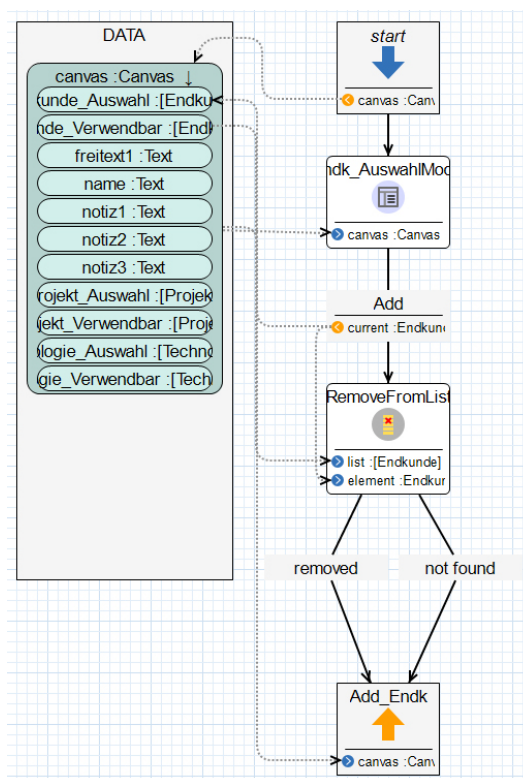 DATA
canvas :Canvas ↓
kunde_Auswahl :[Endku
nde_Verwendbar :[End
freitext1 :Text
name :Text
notiz1 :Text
notiz2 :Text
notiz3 :Text
rojekt_Auswahl :[Projek
jekt_Verwendbar :[Proje
ologie_Auswahl :[Techno
gie_Verwendbar :[Tech
start
canvas :Canv
ndk_AuswahlMod
canvas :Canvas
Add
current :Endkund
RemoveFromList
list :[Endkunde]
element :Endkun
removed
not found
Add_Endk
canvas :Canv